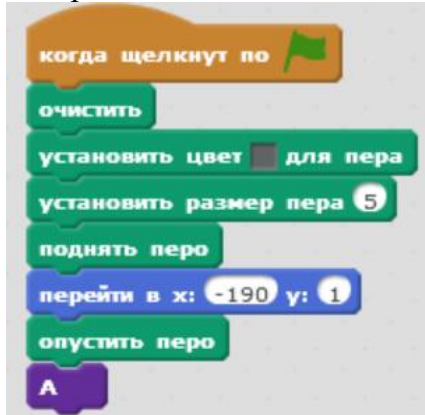 когда щелкнут по
очистить
установить цвет для пера
установить размер пера 5
поднять перо
перейти в x: -190 y: 1
опустить перо
А